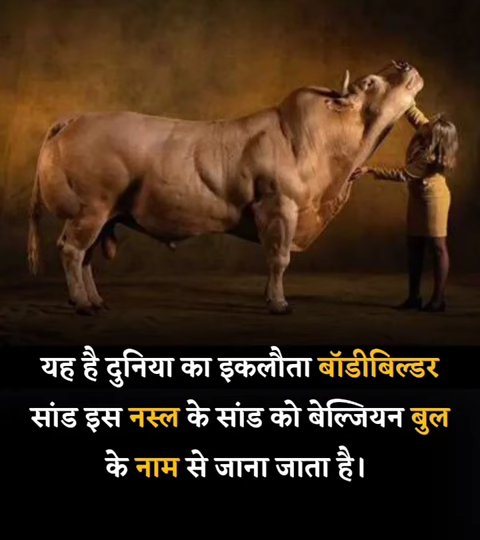 यह है दुनिया का इकलौता बॉडीबिल्डर
सांड इस नस्ल के सांड को बेल्जियन बुल
के नाम से जाना जाता है।